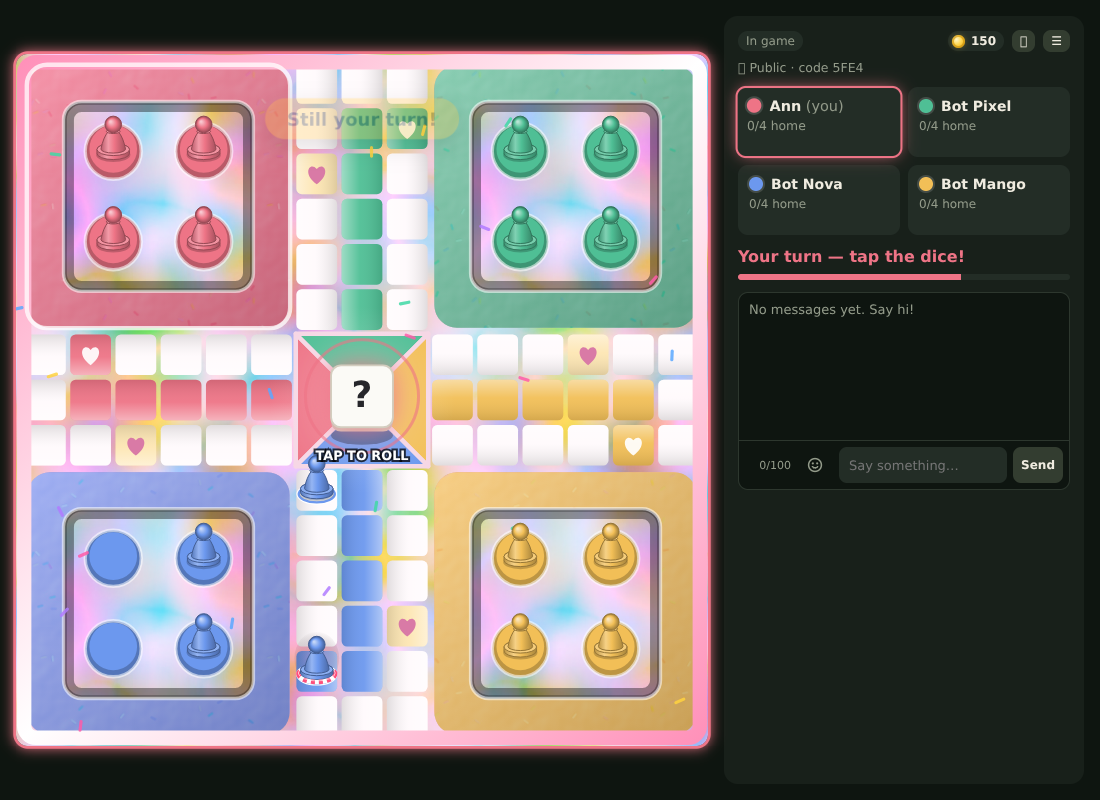 In game
150
Public · code 5FE4
Ann (you)
0/4 home
Bot Pixel
0/4 home
Bot Nova
0/4 home
Bot Mango
0/4 home
Your turn — tap the dice!
No messages yet. Say hi!
0/100
Say something...
Send
Still your turn!
?
TAP TO ROLL